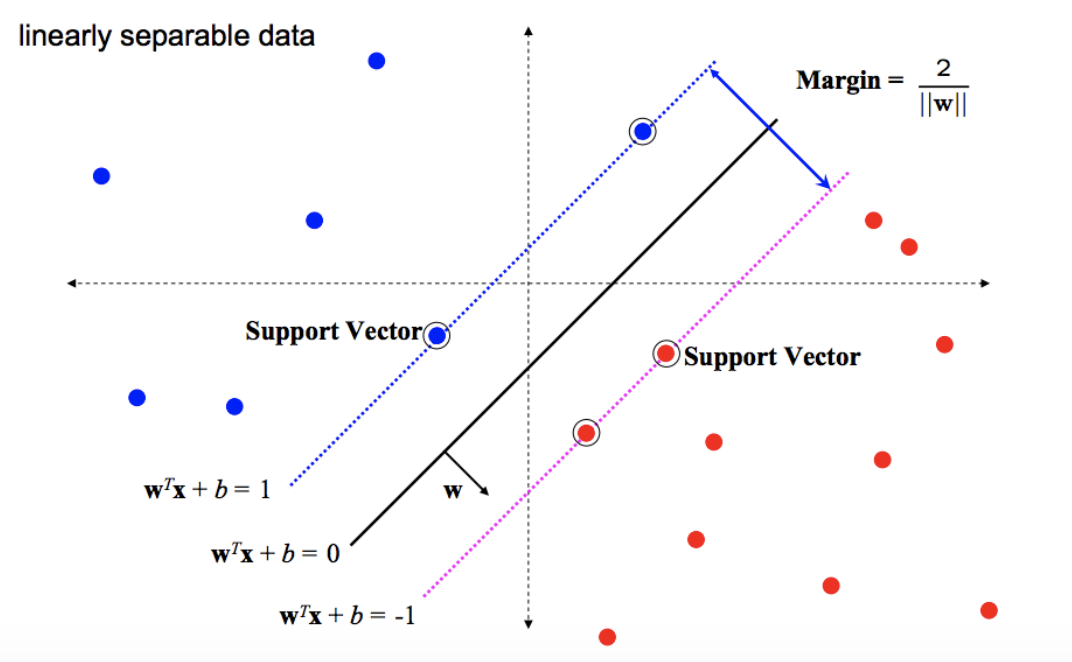 linearly separable data
Margin = 2 / ||w||
Support Vector
Support Vector
wᵀx + b = 1
w
wᵀx + b = 0
wᵀx + b = -1